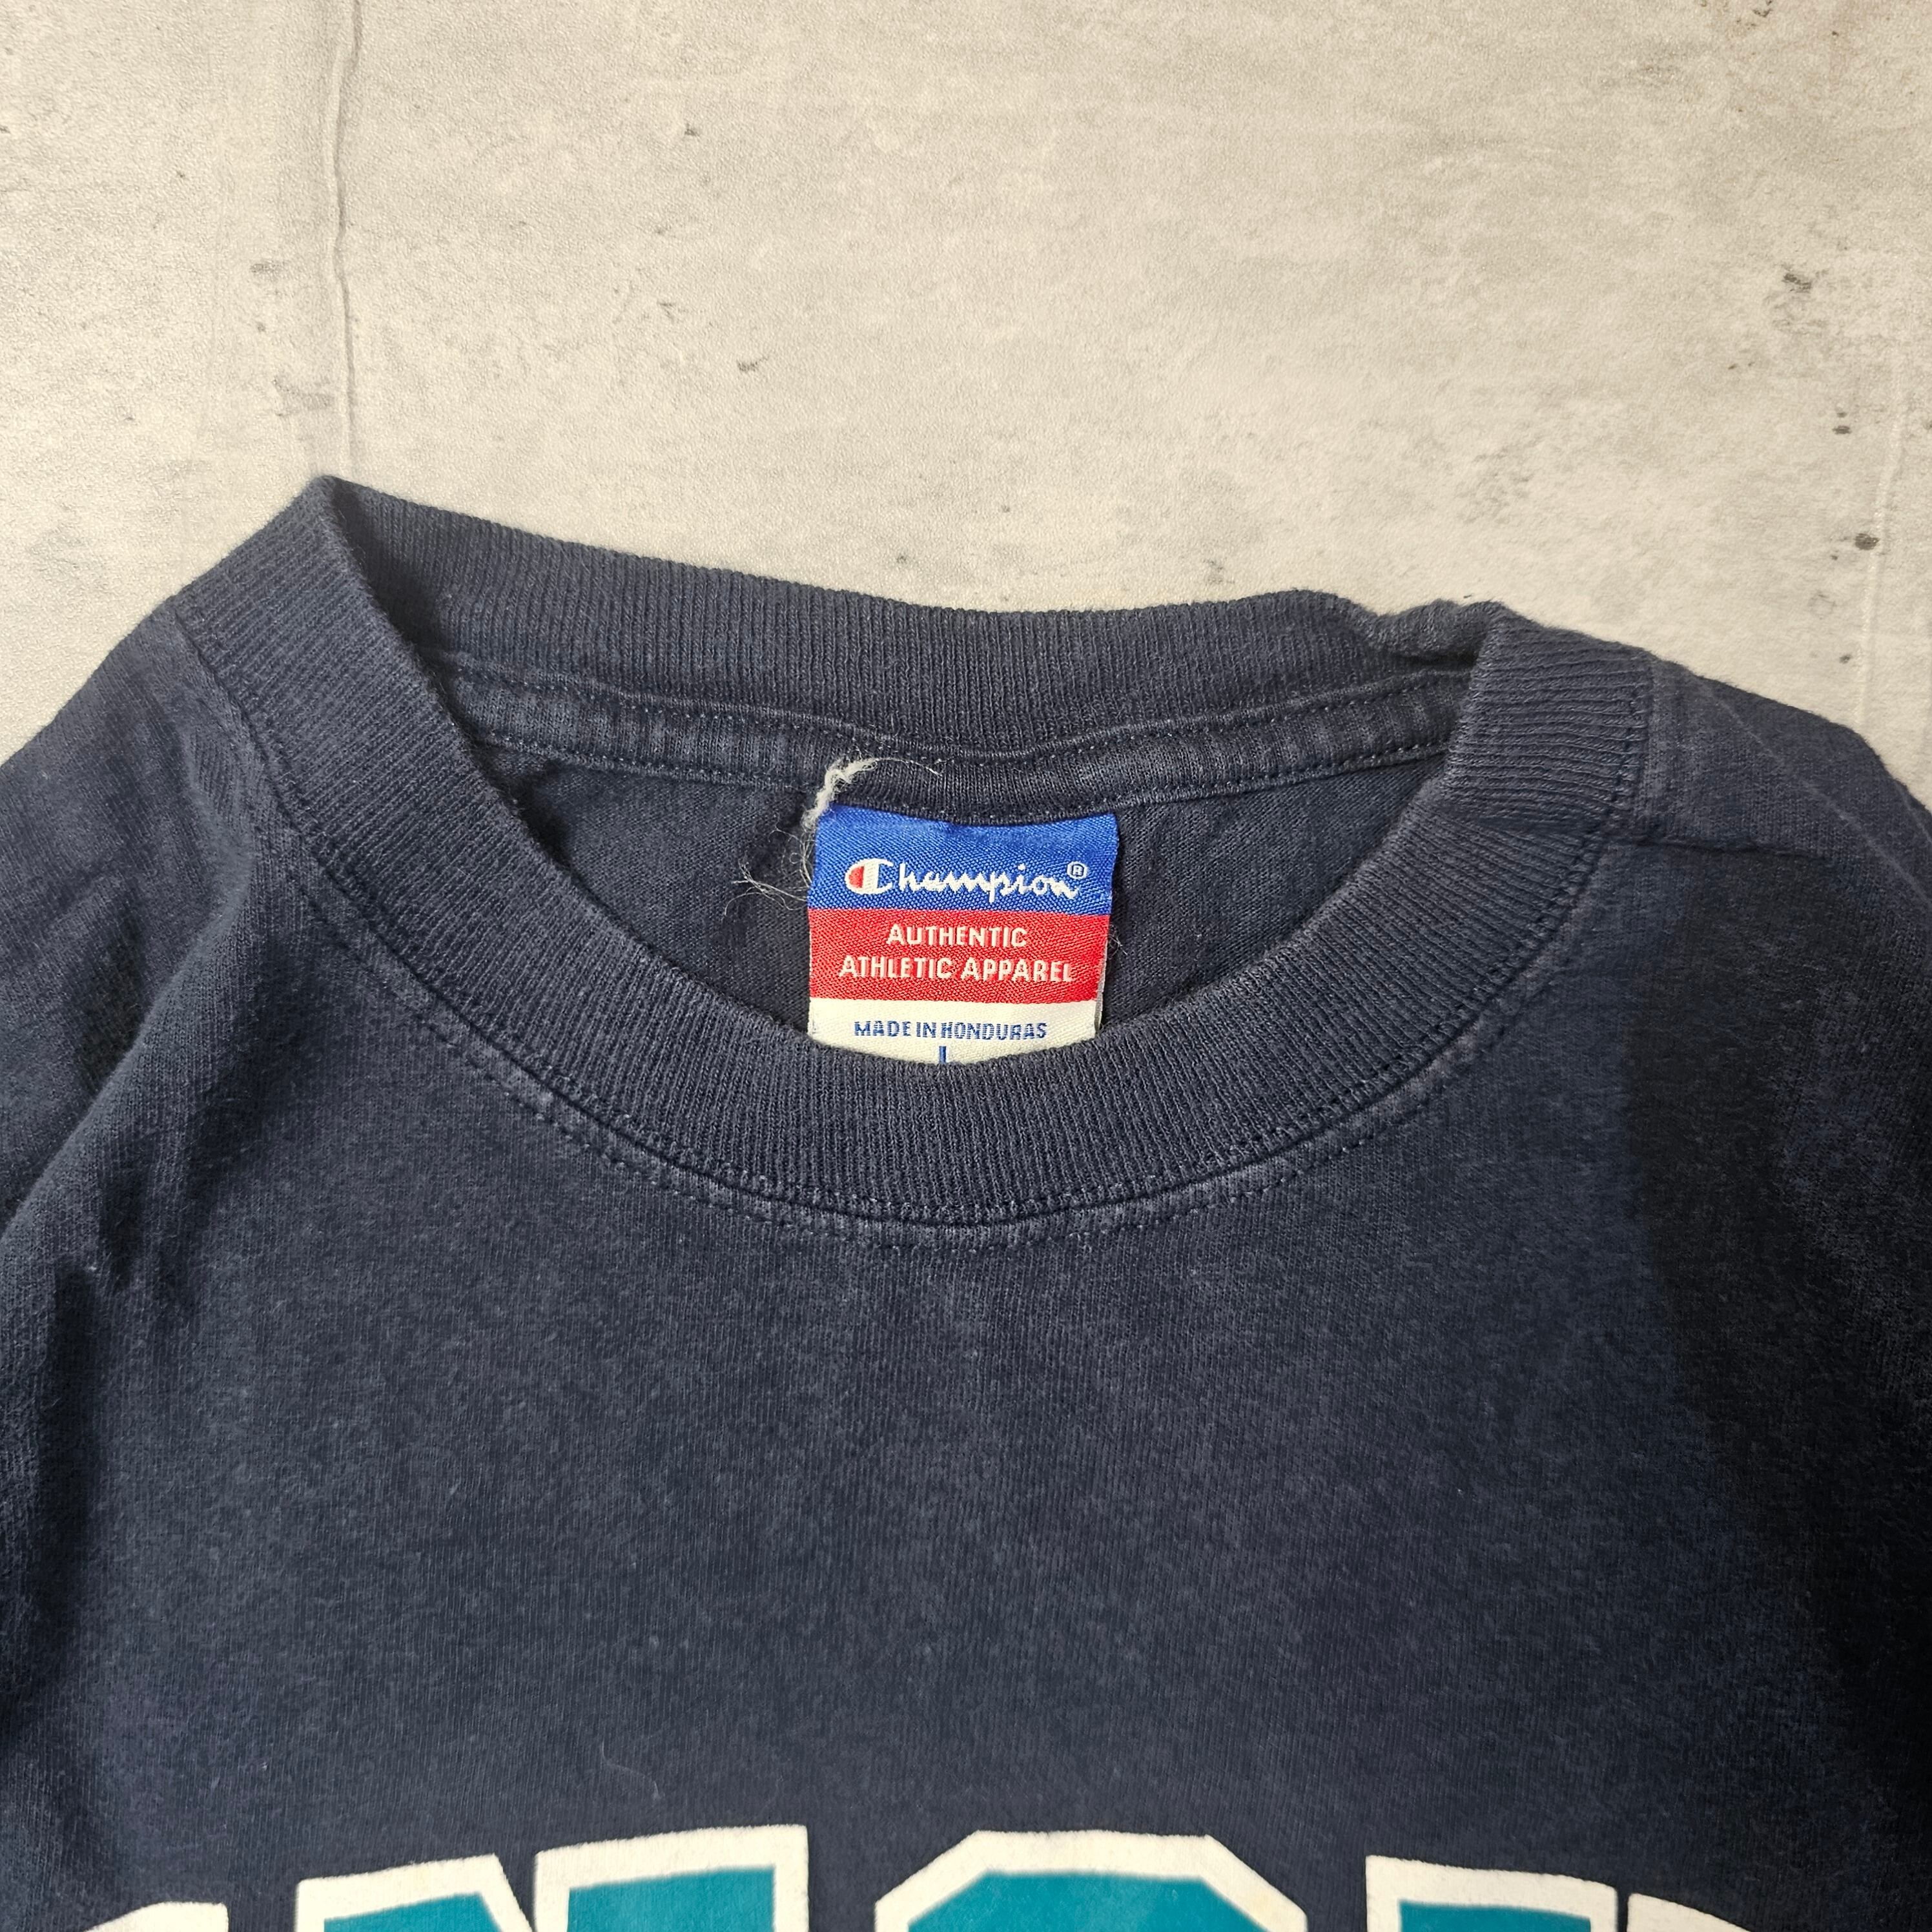 Champion®
AUTHENTIC
ATHLETIC APPAREL
MADE IN HONDURAS
L